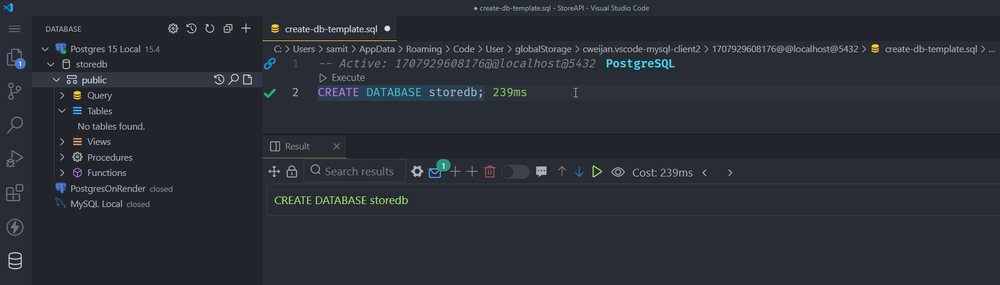 ● create-db-template.sql - StoreAPI - Visual Studio Code
DATABASE
Postgres 15 Local 15.4
storedb
public
Query
Tables
No tables found.
Views
Procedures
Functions
PostgresOnRender closed
MySQL Local closed
1
create-db-template.sql ●
C: > Users > samit > AppData > Roaming > Code > User > globalStorage > cweijan.vscode-mysql-client2 > 1707929608176@@localhost@5432 > create-db-template.sql > ...
1 -- Active: 1707929608176@@localhost@5432 PostgreSQL
Execute
2 CREATE DATABASE storedb; 239ms
Result
Search results
1
Cost: 239ms
CREATE DATABASE storedb